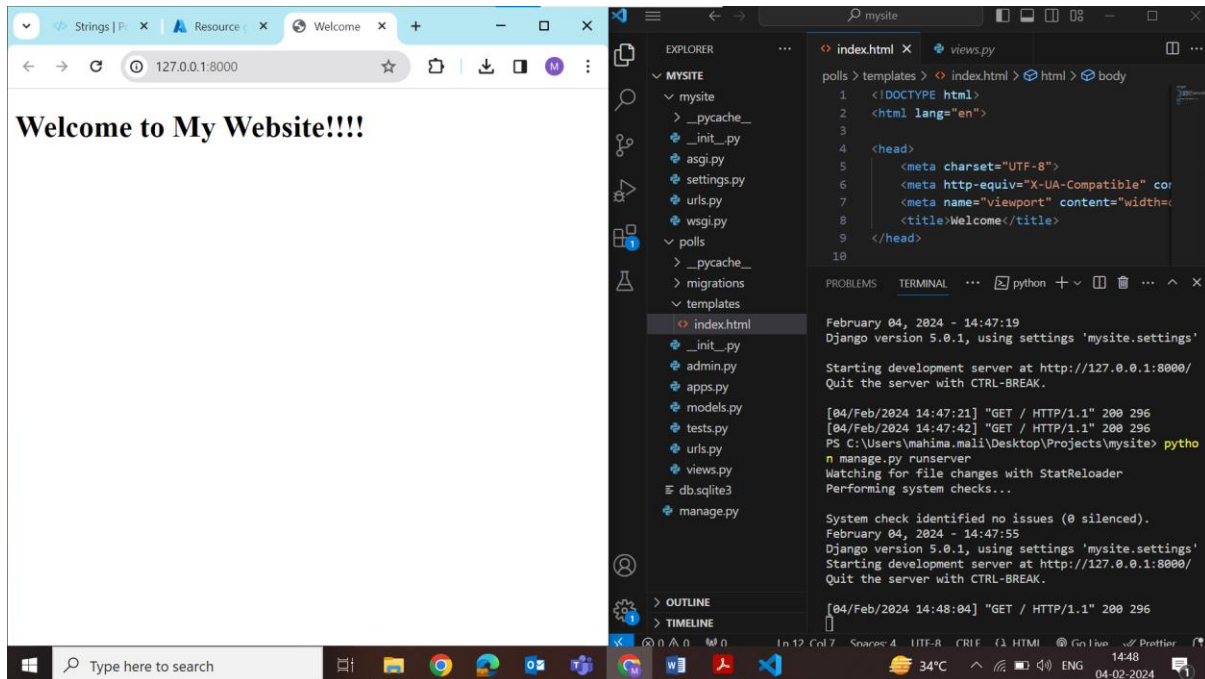 Strings | P
Resource g
Welcome
127.0.0.1:8000
M
Welcome to My Website!!!!
mysite
EXPLORER
MYSITE
mysite
__pycache__
__init__.py
asgi.py
settings.py
urls.py
wsgi.py
polls
__pycache__
migrations
templates
index.html
__init__.py
admin.py
apps.py
models.py
tests.py
urls.py
views.py
db.sqlite3
manage.py
OUTLINE
TIMELINE
index.html
views.py
polls > templates > index.html > html > body
1 <!DOCTYPE html>
2 <html lang="en">
3
4 <head>
5 <meta charset="UTF-8">
6 <meta http-equiv="X-UA-Compatible" cor
7 <meta name="viewport" content="width=d
8 <title>Welcome</title>
9 </head>
10
PROBLEMS TERMINAL ... python
February 04, 2024 - 14:47:19
Django version 5.0.1, using settings 'mysite.settings'
Starting development server at http://127.0.0.1:8000/
Quit the server with CTRL-BREAK.
[04/Feb/2024 14:47:21] "GET / HTTP/1.1" 200 296
[04/Feb/2024 14:47:42] "GET / HTTP/1.1" 200 296
PS C:\Users\mahima.mali\Desktop\Projects\mysite> pytho
n manage.py runserver
Watching for file changes with StatReloader
Performing system checks...
System check identified no issues (0 silenced).
February 04, 2024 - 14:47:55
Django version 5.0.1, using settings 'mysite.settings'
Starting development server at http://127.0.0.1:8000/
Quit the server with CTRL-BREAK.
[04/Feb/2024 14:48:04] "GET / HTTP/1.1" 200 296
0 0 0 Ln 12, Col 7 Spaces: 4 UTF-8 CRLF {} HTML Go Live Prettier
Type here to search
34°C
ENG
14:48
04-02-2024
1